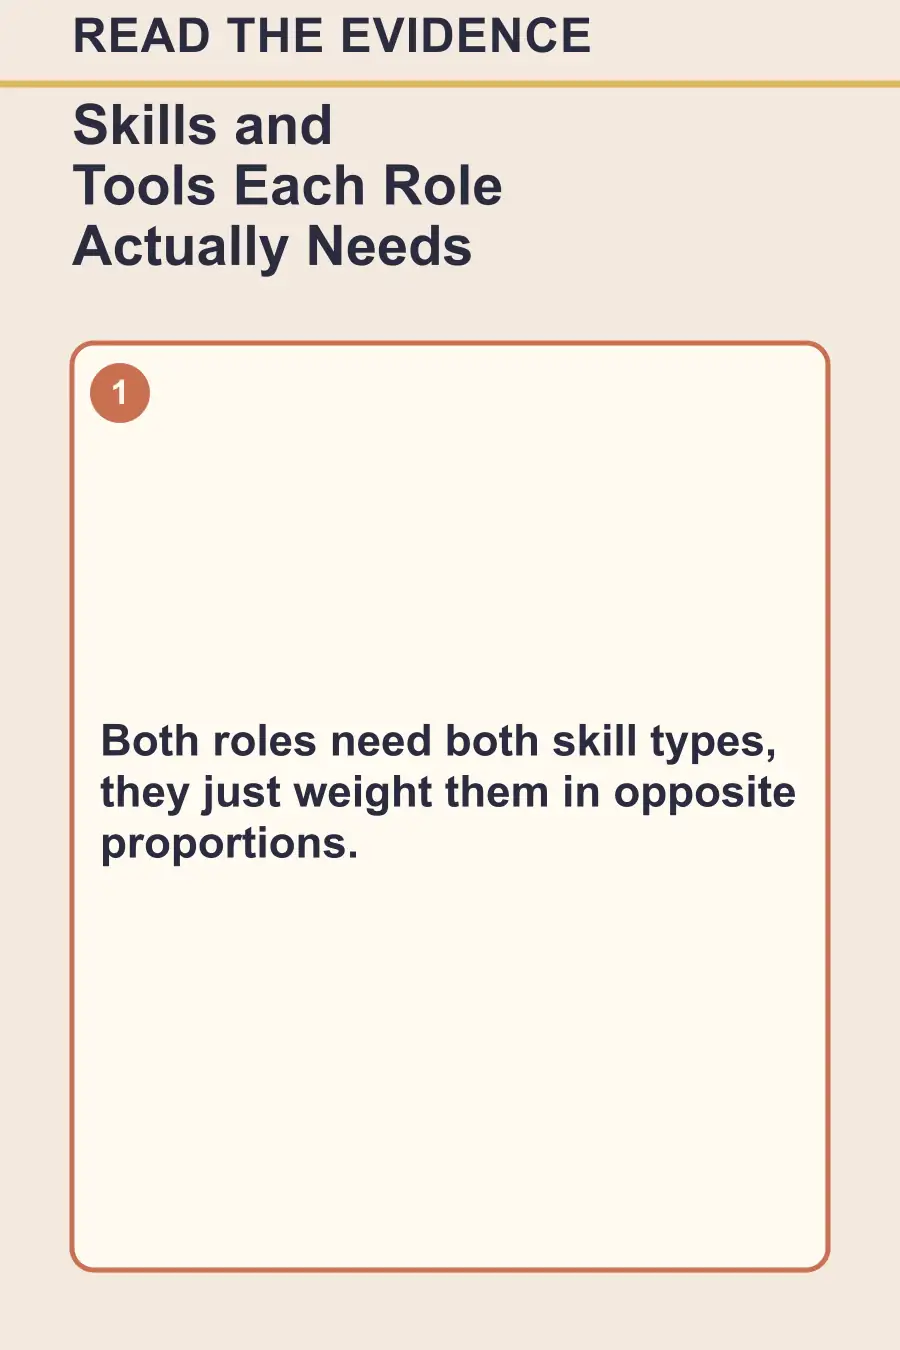 READ THE EVIDENCE
Skills and
Tools Each Role
Actually Needs
1
Both roles need both skill types,
they just weight them in opposite
proportions.